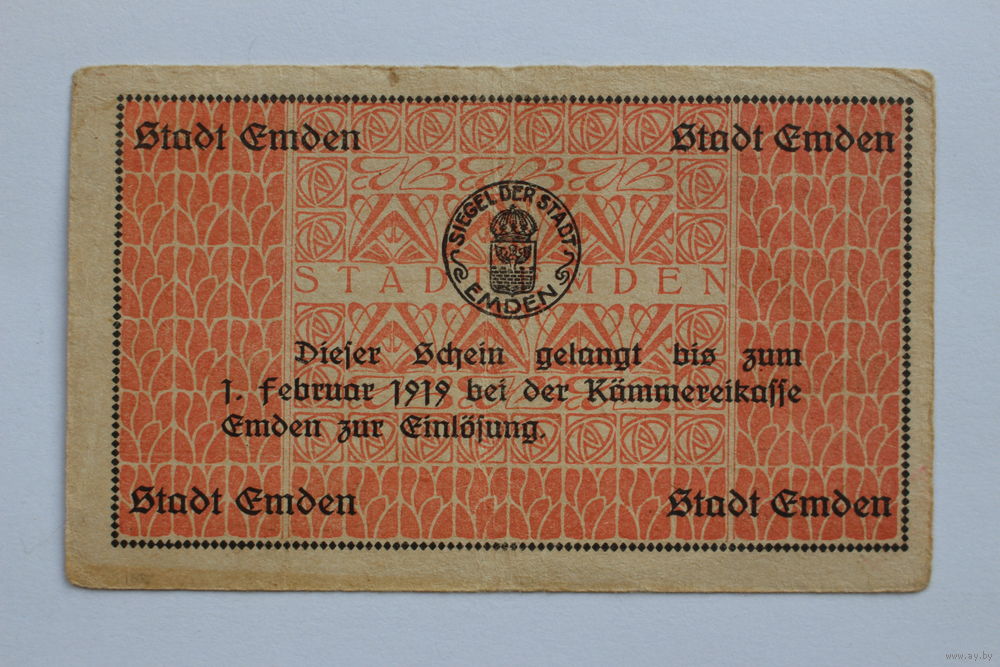 Stadt Emden Stadt Emden
SIEGEL DER STADT
EMDEN
STADT EMDEN
Dieser Schein gelangt bis zum
1. Februar 1919 bei der Kämmereikasse
Emden zur Einlösung.
Stadt Emden Stadt Emden
www.ay.by